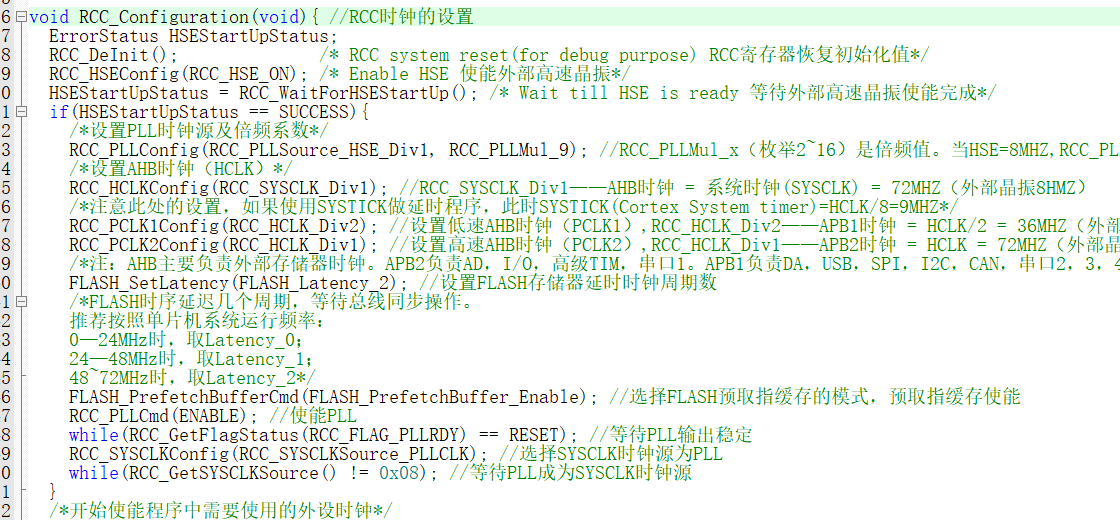 6 void RCC_Configuration(void){ //RCC时钟的设置
7 ErrorStatus HSEStartUpStatus;
8 RCC_DeInit(); /* RCC system reset(for debug purpose) RCC寄存器恢复初始化值*/
9 RCC_HSEConfig(RCC_HSE_ON); /* Enable HSE 使能外部高速晶振*/
0 HSEStartUpStatus = RCC_WaitForHSEStartUp(); /* Wait till HSE is ready 等待外部高速晶振使能完成*/
1 if(HSEStartUpStatus == SUCCESS){
2 /*设置PLL时钟源及倍频系数*/
3 RCC_PLLConfig(RCC_PLLSource_HSE_Div1, RCC_PLLMul_9); //RCC_PLLMul_x（枚举2~16）是倍频值。当HSE=8MHZ,RCC_PL
4 /*设置AHB时钟（HCLK）*/
5 RCC_HCLKConfig(RCC_SYSCLK_Div1); //RCC_SYSCLK_Div1——AHB时钟 = 系统时钟(SYSCLK) = 72MHZ（外部晶振8HMZ）
6 /*注意此处的设置，如果使用SYSTICK做延时程序，此时SYSTICK(Cortex System timer)=HCLK/8=9MHZ*/
7 RCC_PCLK1Config(RCC_HCLK_Div2); //设置低速AHB时钟（PCLK1）,RCC_HCLK_Div2——APB1时钟 = HCLK/2 = 36MHZ（外部
8 RCC_PCLK2Config(RCC_HCLK_Div1); //设置高速AHB时钟（PCLK2）,RCC_HCLK_Div1——APB2时钟 = HCLK = 72MHZ（外部晶
9 /*注：AHB主要负责外部存储器时钟。APB2负责AD，I/O，高级TIM，串口1。APB1负责DA，USB，SPI，I2C，CAN，串口2，3，4
0 FLASH_SetLatency(FLASH_Latency_2); //设置FLASH存储器延时时钟周期数
1 /*FLASH时序延迟几个周期，等待总线同步操作。
2 推荐按照单片机系统运行频率：
3 0—24MHz时，取Latency_0；
4 24—48MHz时，取Latency_1；
5 48~72MHz时，取Latency_2*/
6 FLASH_PrefetchBufferCmd(FLASH_PrefetchBuffer_Enable); //选择FLASH预取指缓存的模式，预取指缓存使能
7 RCC_PLLCmd(ENABLE); //使能PLL
8 while(RCC_GetFlagStatus(RCC_FLAG_PLLRDY) == RESET); //等待PLL输出稳定
9 RCC_SYSCLKConfig(RCC_SYSCLKSource_PLLCLK); //选择SYSCLK时钟源为PLL
0 while(RCC_GetSYSCLKSource() != 0x08); //等待PLL成为SYSCLK时钟源
1 }
2 /*开始使能程序中需要使用的外设时钟*/